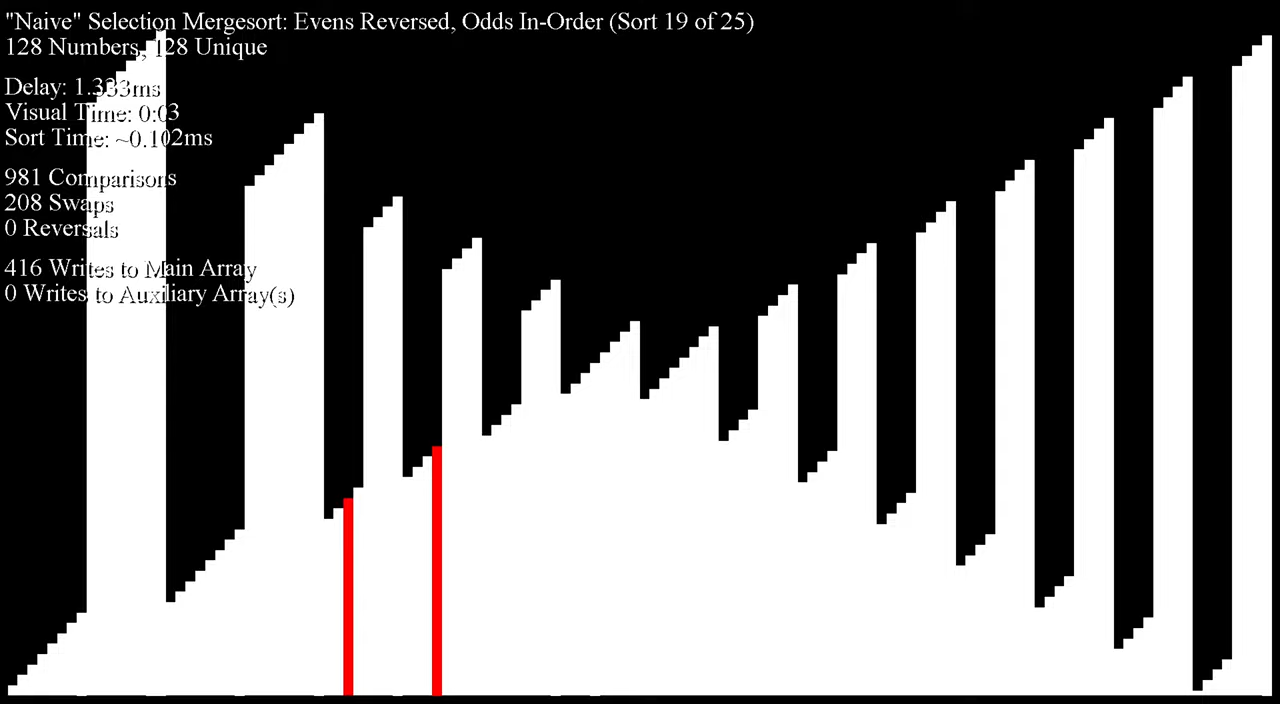 "Naive" Selection Mergesort: Evens Reversed, Odds In-Order (Sort 19 of 25)
128 Numbers, 128 Unique
Delay: 1.333ms
Visual Time: 0:03
Sort Time: ~0.102ms
981 Comparisons
208 Swaps
0 Reversals
416 Writes to Main Array
0 Writes to Auxiliary Array(s)